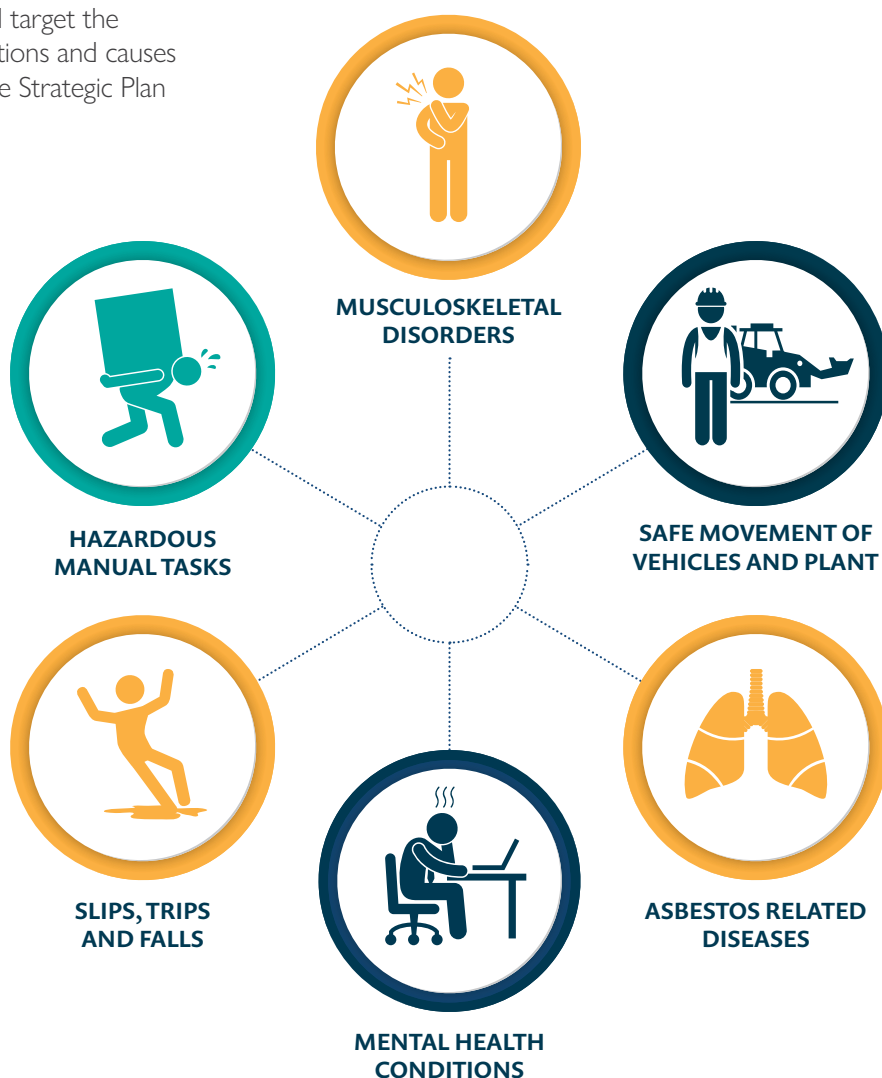 target the
tions and causes
e Strategic Plan
MUSCULOSKELETAL
DISORDERS
HAZARDOUS
MANUAL TASKS
SAFE MOVEMENT OF
VEHICLES AND PLANT
SLIPS, TRIPS
AND FALLS
ASBESTOS RELATED
DISEASES
MENTAL HEALTH
CONDITIONS